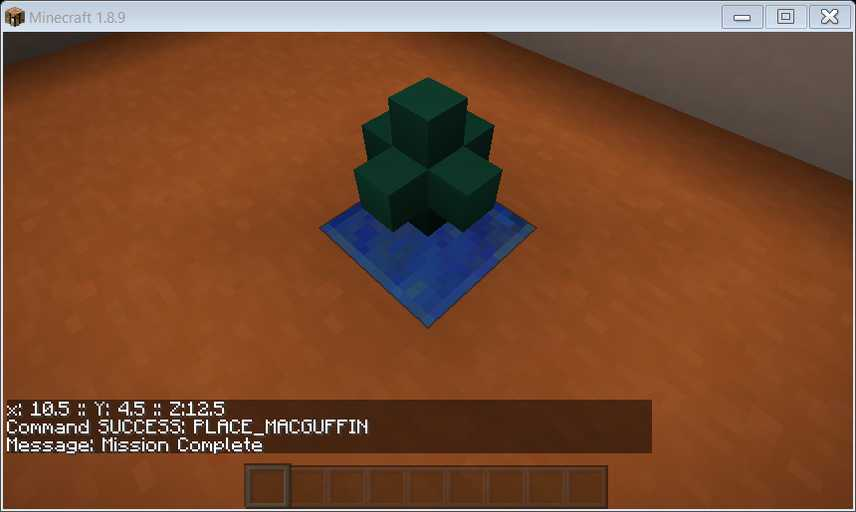 Minecraft 1.8.9
x: 10.5 :: Y: 4.5 :: Z:12.5
Command SUCCESS: PLACE_MACGUFFIN
Message: Mission Complete